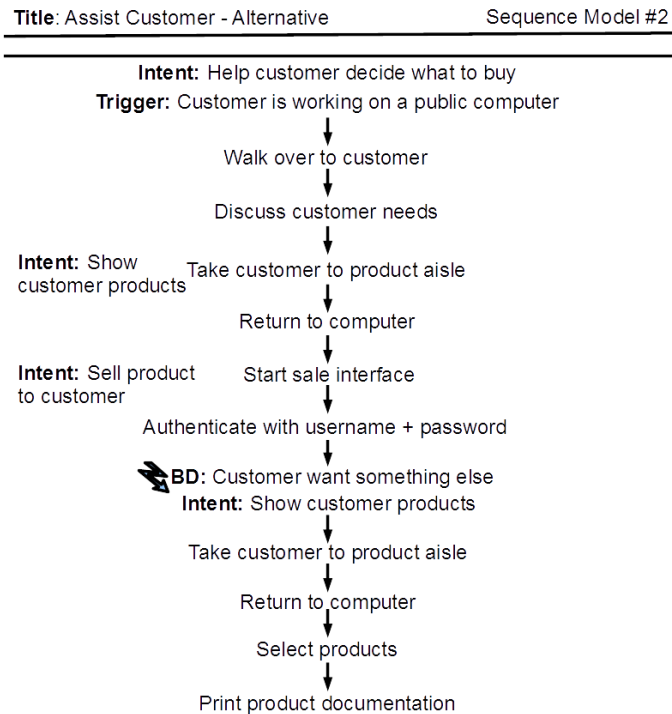 Title: Assist Customer - Alternative
Sequence Model #2
Intent: Help customer decide what to buy
Trigger: Customer is working on a public computer
Walk over to customer
Discuss customer needs
Intent: Show
customer products
Take customer to product aisle
Return to computer
Intent: Sell product
to customer
Start sale interface
Authenticate with username + password
BD: Customer want something else
Intent: Show customer products
Take customer to product aisle
Return to computer
Select products
Print product documentation